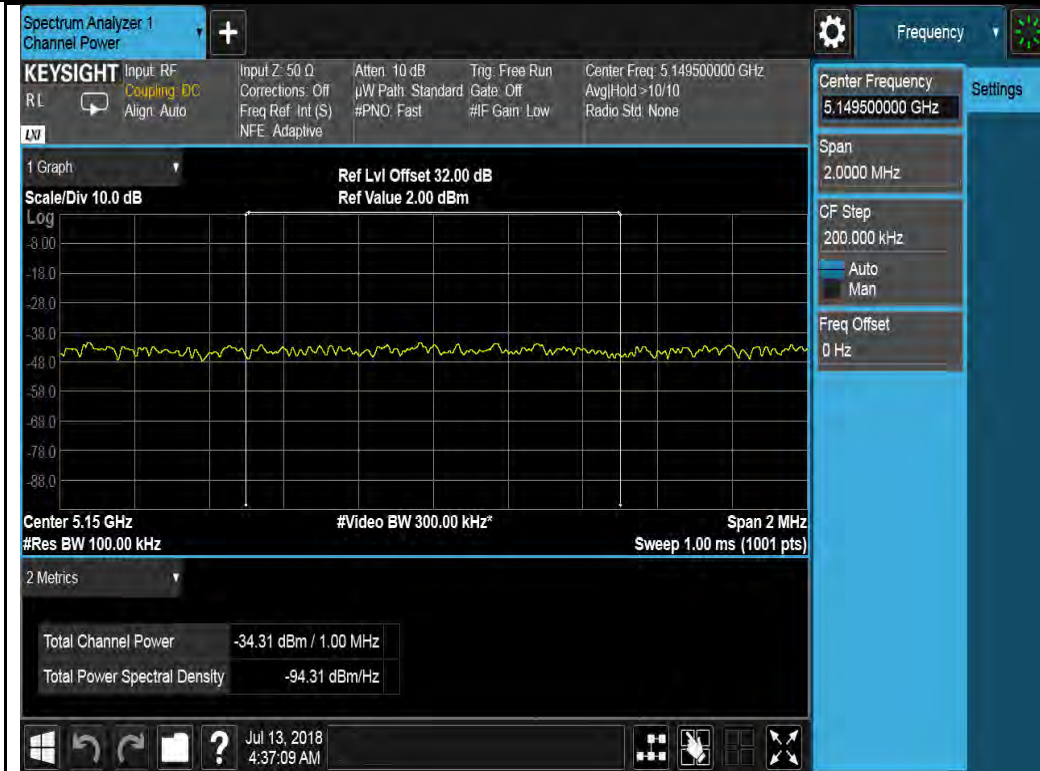 Spectrum Analyzer 1
Channel Power
+
Frequency
KEYSIGHT
R L
LXI
Input: RF
Coupling: DC
Align: Auto
Input Z: 50 Ω
Corrections: Off
Freq Ref: Int (S)
NFE: Adaptive
Atten: 10 dB
µW Path: Standard
#PNO: Fast
Trig: Free Run
Gate: Off
#IF Gain: Low
Center Freq: 5.149500000 GHz
Avg|Hold >10/10
Radio Std: None
Center Frequency
5.149500000 GHz
Settings
Span
2.0000 MHz
CF Step
200.000 kHz
Auto
Man
Freq Offset
0 Hz
1 Graph
Scale/Div 10.0 dB
Ref Lvl Offset 32.00 dB
Ref Value 2.00 dBm
Log
-8.00
-18.0
-28.0
-38.0
-48.0
-58.0
-68.0
-78.0
-88.0
Center 5.15 GHz
#Video BW 300.00 kHz*
Span 2 MHz
#Res BW 100.00 kHz
Sweep 1.00 ms (1001 pts)
2 Metrics
Total Channel Power -34.31 dBm / 1.00 MHz
Total Power Spectral Density -94.31 dBm/Hz
?
Jul 13, 2018
4:37:09 AM